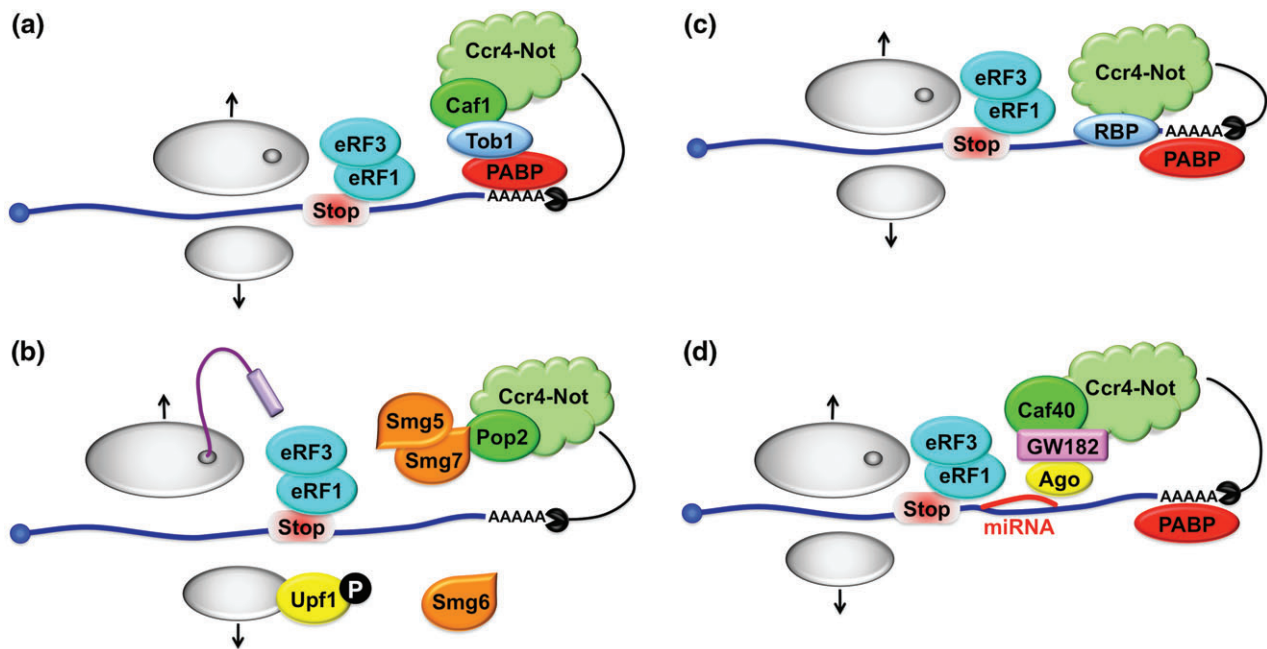 (a)
Ccr4-Not
Caf1
eRF3
Tob1
eRF1
PABP
Stop
AAAAA
(b)
Ccr4-Not
Smg5
Pop2
eRF3
Smg7
eRF1
Stop
AAAAA
Upf1
P
Smg6
(c)
Ccr4-Not
eRF3
eRF1
RBP
AAAAA
Stop
PABP
(d)
Ccr4-Not
Caf40
eRF3
GW182
eRF1
Ago
AAAAA
Stop
miRNA
PABP